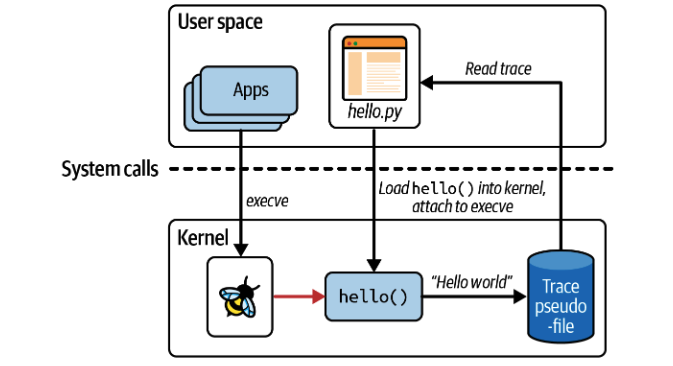 User space
Apps
hello.py
Read trace
System calls
execve
Load hello() into kernel,
attach to execve
Kernel
hello()
"Hello world"
Trace
pseudo
-file